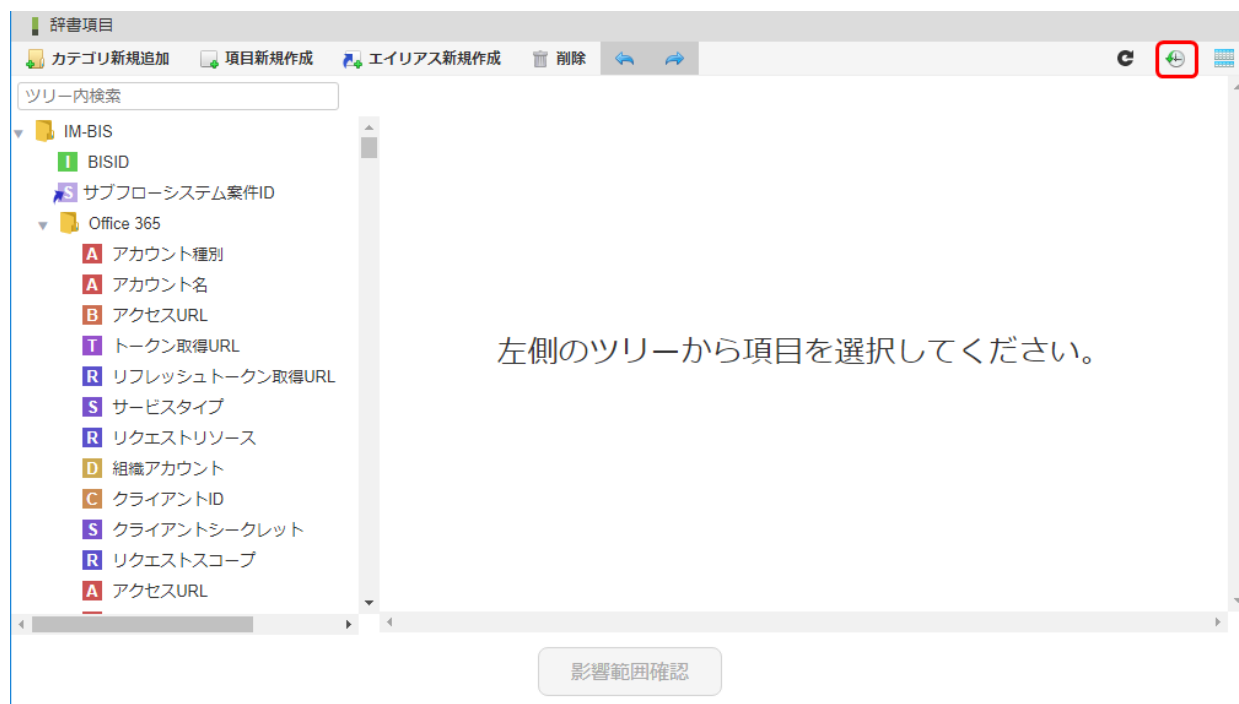 辞書項目
カテゴリ新規追加 項目新規作成 エイリアス新規作成 削除
ツリー内検索
IM-BIS
I BISID
S サブフローシステム案件ID
Office 365
A アカウント種別
A アカウント名
B アクセスURL
T トークン取得URL
R リフレッシュトークン取得URL
S サービスタイプ
R リクエストリソース
D 組織アカウント
C クライアントID
S クライアントシークレット
R リクエストスコープ
A アクセスURL
左側のツリーから項目を選択してください。
影響範囲確認